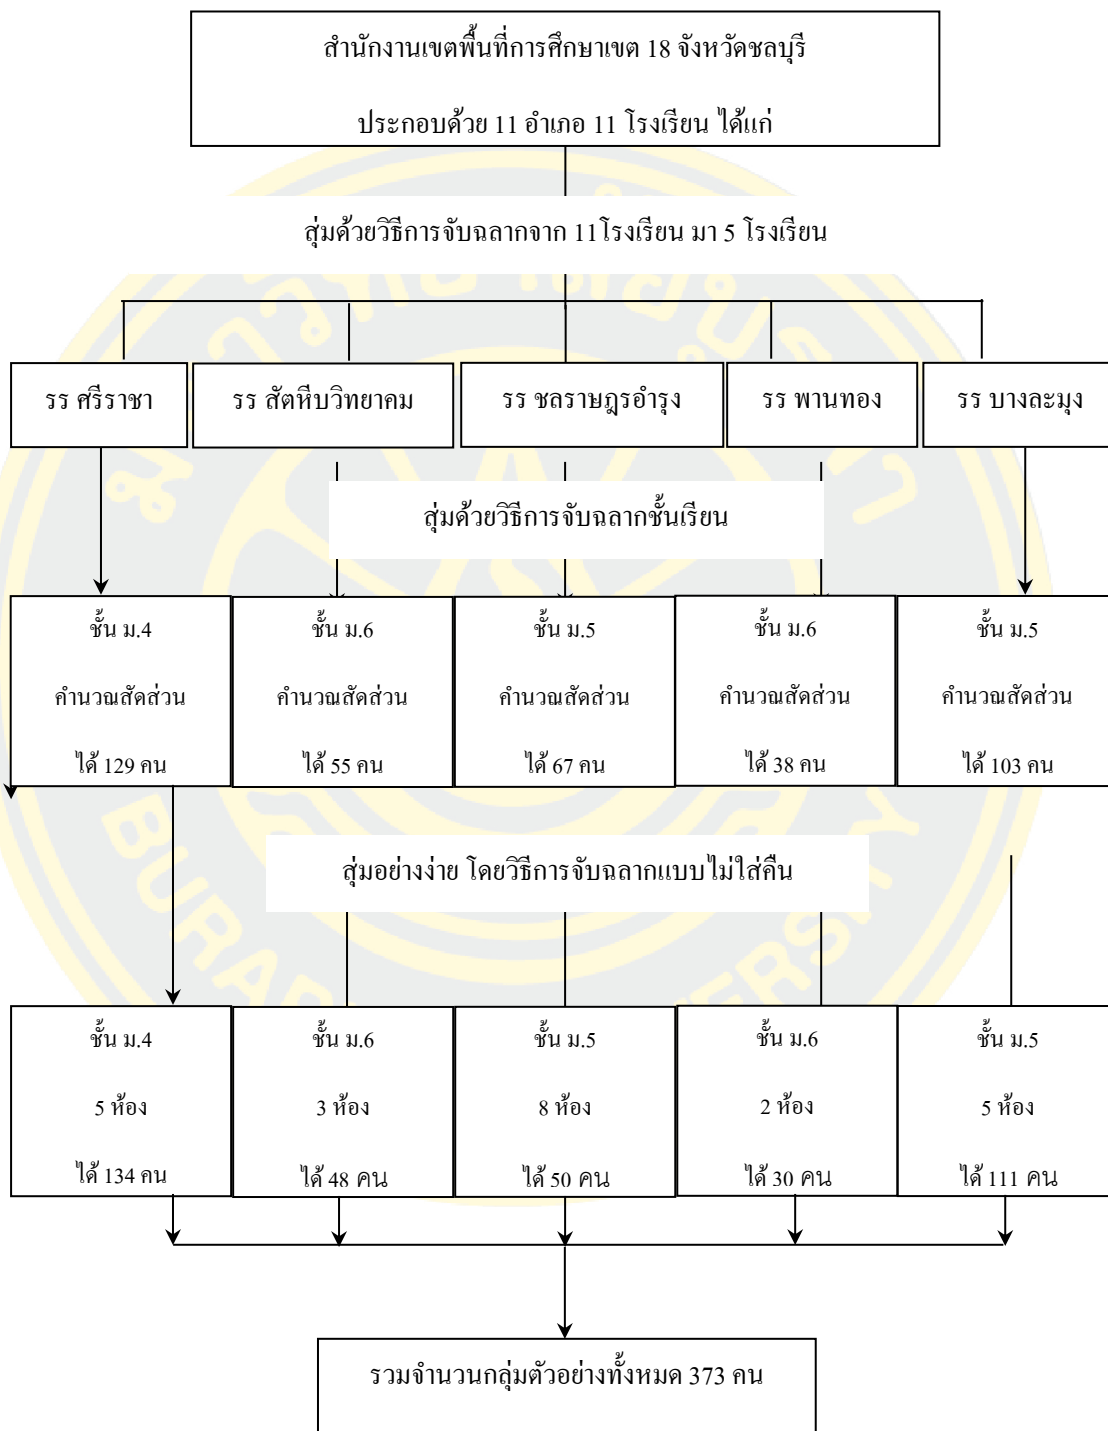 สำนักงานเขตพื้นที่การศึกษาเขต 18 จังหวัดชลบุรี
ประกอบด้วย 11 อำเภอ 11 โรงเรียน ได้แก่
สุ่มด้วยวิธีการจับฉลากจาก 11โรงเรียน มา 5 โรงเรียน
รร ศรีราชา
รร สัตหีบวิทยาคม
รร ชลราษฎรอำรุง
รร พานทอง
รร บางละมุง
สุ่มด้วยวิธีการจับฉลากชั้นเรียน
ชั้น ม.4
คำนวณสัดส่วน
ได้ 129 คน
ชั้น ม.6
คำนวณสัดส่วน
ได้ 55 คน
ชั้น ม.5
คำนวณสัดส่วน
ได้ 67 คน
ชั้น ม.6
คำนวณสัดส่วน
ได้ 38 คน
ชั้น ม.5
คำนวณสัดส่วน
ได้ 103 คน
สุ่มอย่างง่าย โดยวิธีการจับฉลากแบบไม่ใส่คืน
ชั้น ม.4
5 ห้อง
ได้ 134 คน
ชั้น ม.6
3 ห้อง
ได้ 48 คน
ชั้น ม.5
8 ห้อง
ได้ 50 คน
ชั้น ม.6
2 ห้อง
ได้ 30 คน
ชั้น ม.5
5 ห้อง
ได้ 111 คน
รวมจำนวนกลุ่มตัวอย่างทั้งหมด 373 คน